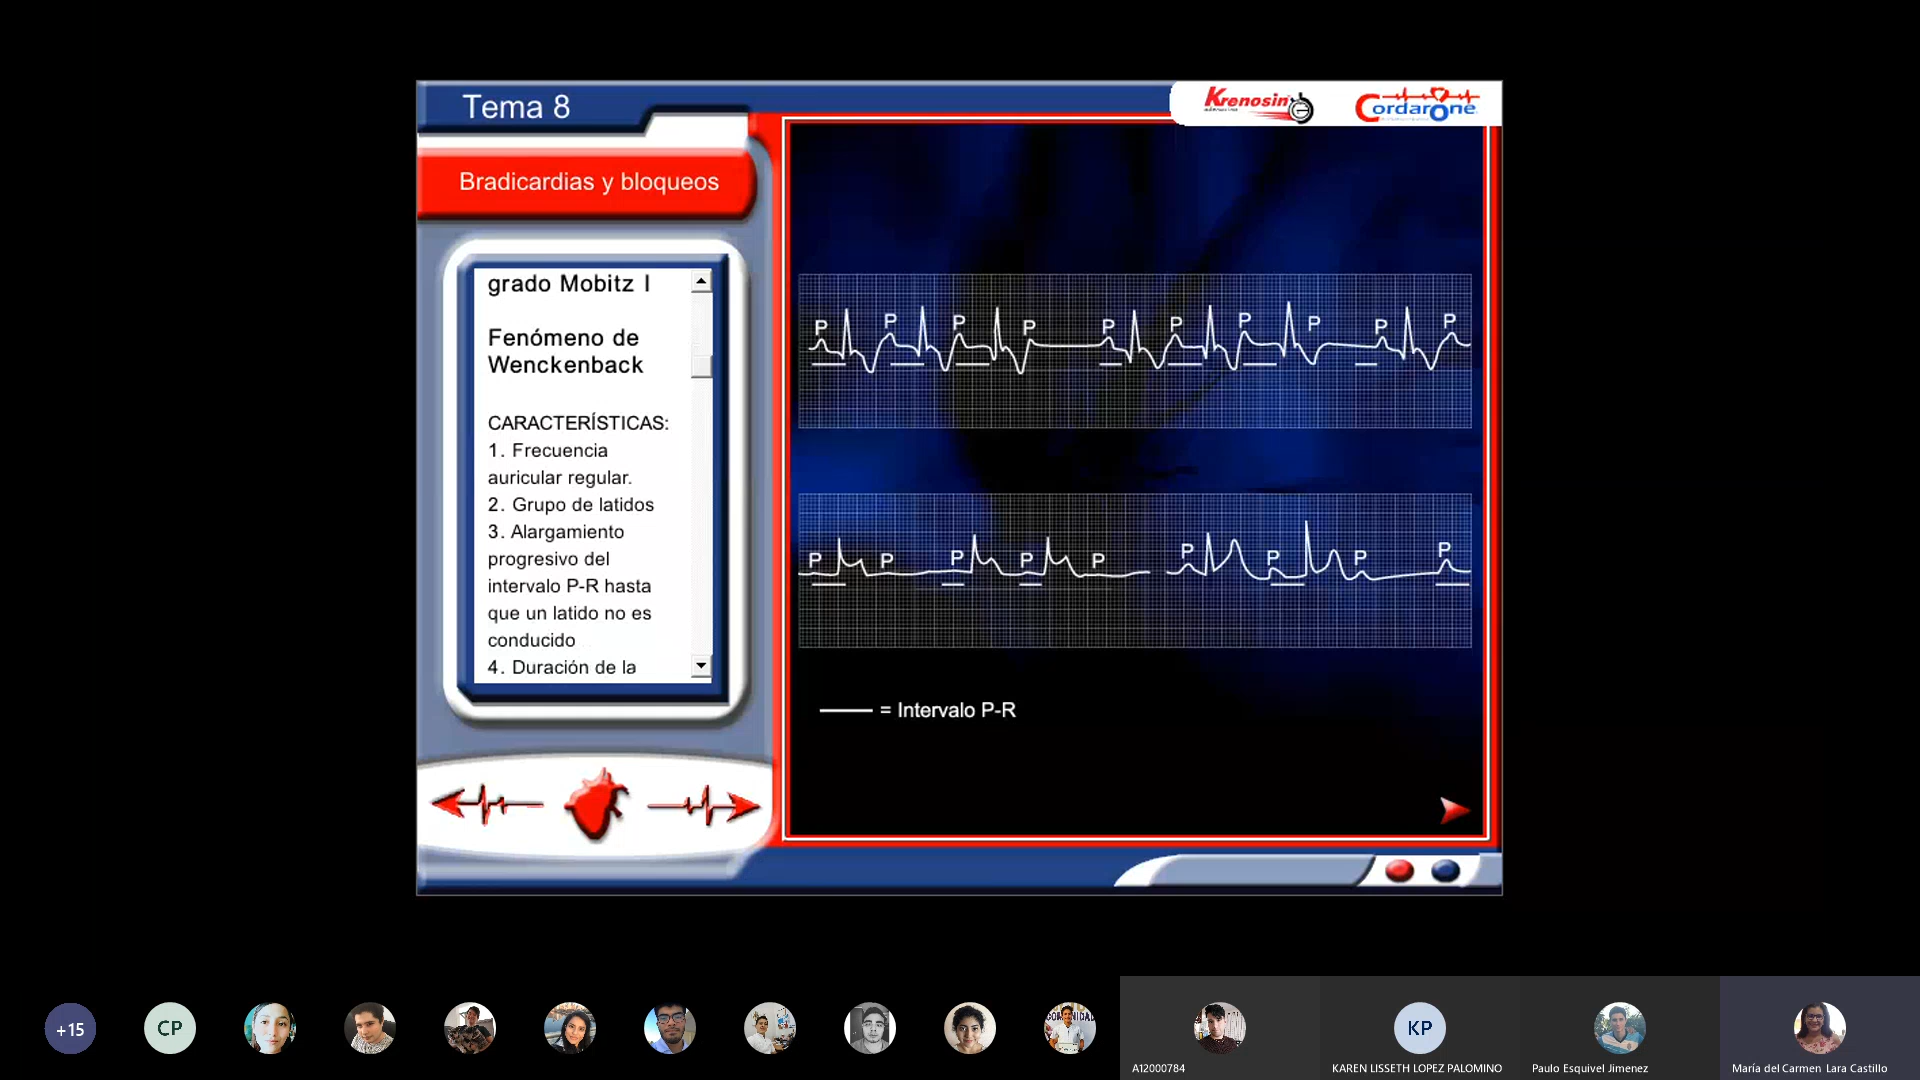 Tema 8
Krenosin
Cordarone
Bradicardias y bloqueos
grado Mobitz I
Fenómeno de
Wenckenback
CARACTERÍSTICAS:
1. Frecuencia
auricular regular.
2. Grupo de latidos
3. Alargamiento
progresivo del
intervalo P-R hasta
que un latido no es
conducido
4. Duración de la
P P P P P P P P P P
P P P P P P P P P
= Intervalo P-R
+15
CP
KP
A12000784
KAREN LISSETH LOPEZ PALOMINO
Paulo Esquivel Jimenez
María del Carmen Lara Castillo